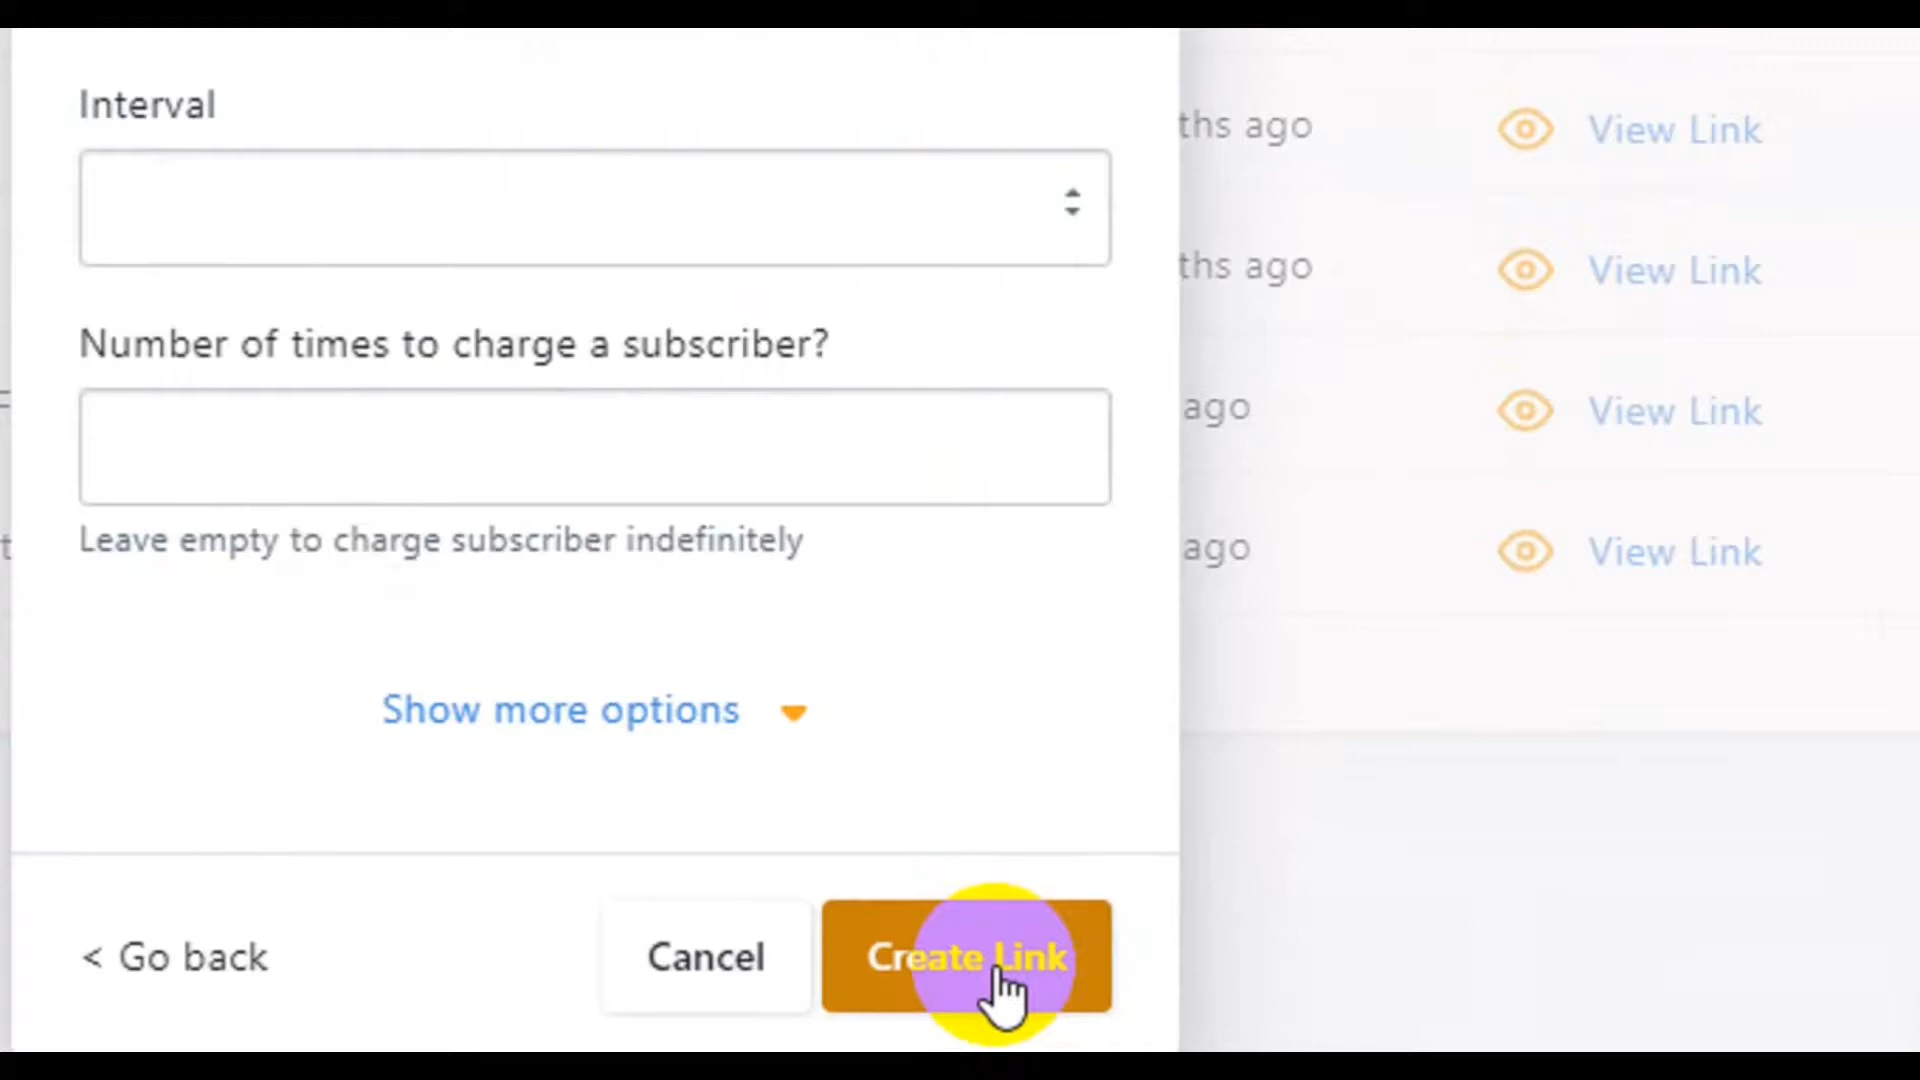 Interval
Number of times to charge a subscriber?
Leave empty to charge subscriber indefinitely
Show more options
< Go back
Cancel
Create Link
ths ago
View Link
ths ago
View Link
ago
View Link
ago
View Link